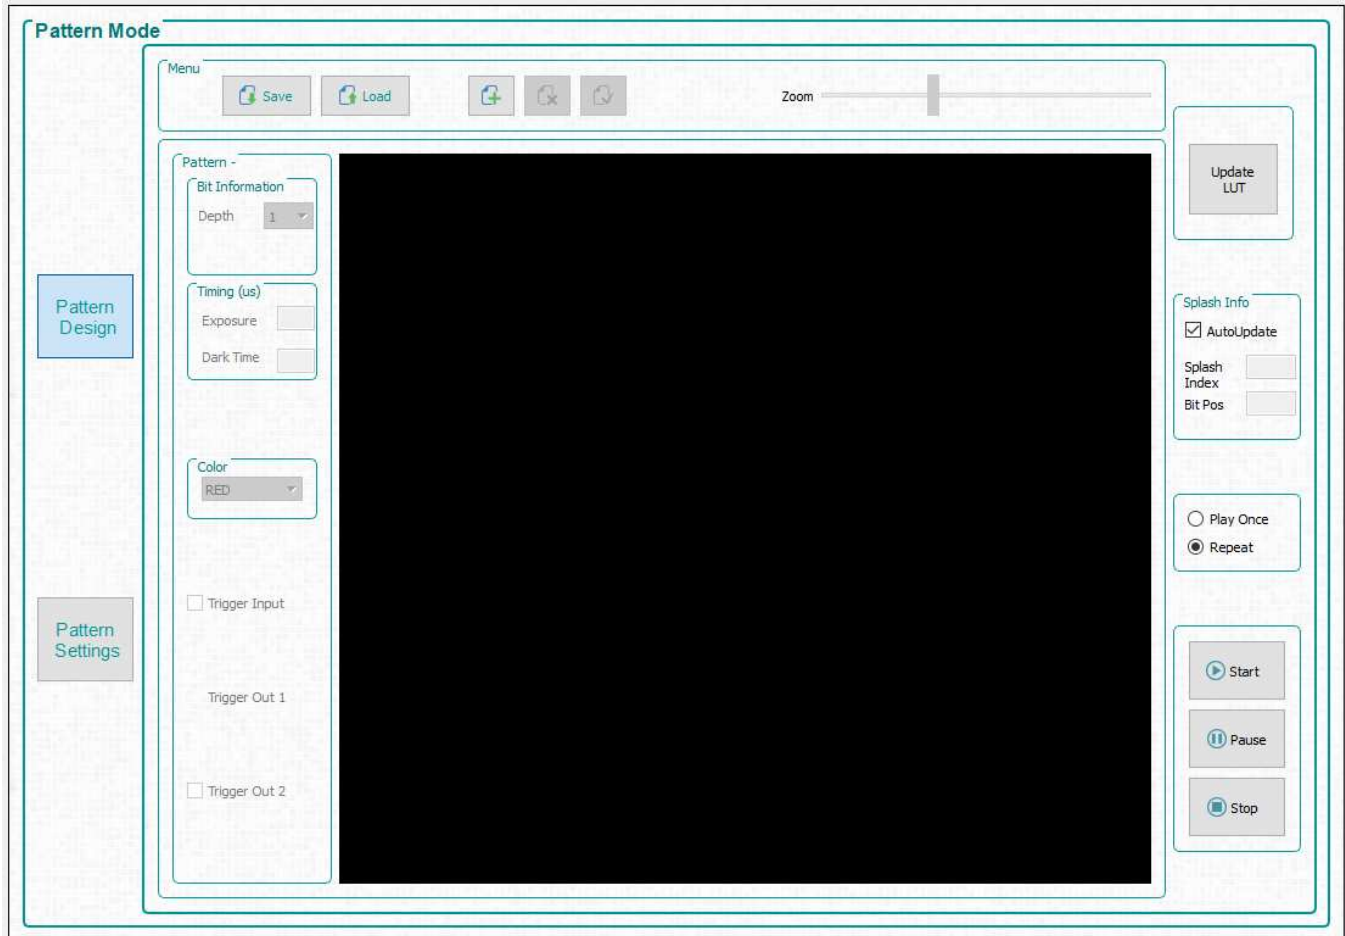 Pattern Mode
Menu
Save
Load
Zoom
Pattern -
Bit Information
Depth 1
Timing (us)
Exposure
Dark Time
Color
RED
Trigger Input
Trigger Out 1
Trigger Out 2
Pattern
Design
Pattern
Settings
Update
LUT
Splash Info
AutoUpdate
Splash
Index
Bit Pos
Play Once
Repeat
Start
Pause
Stop